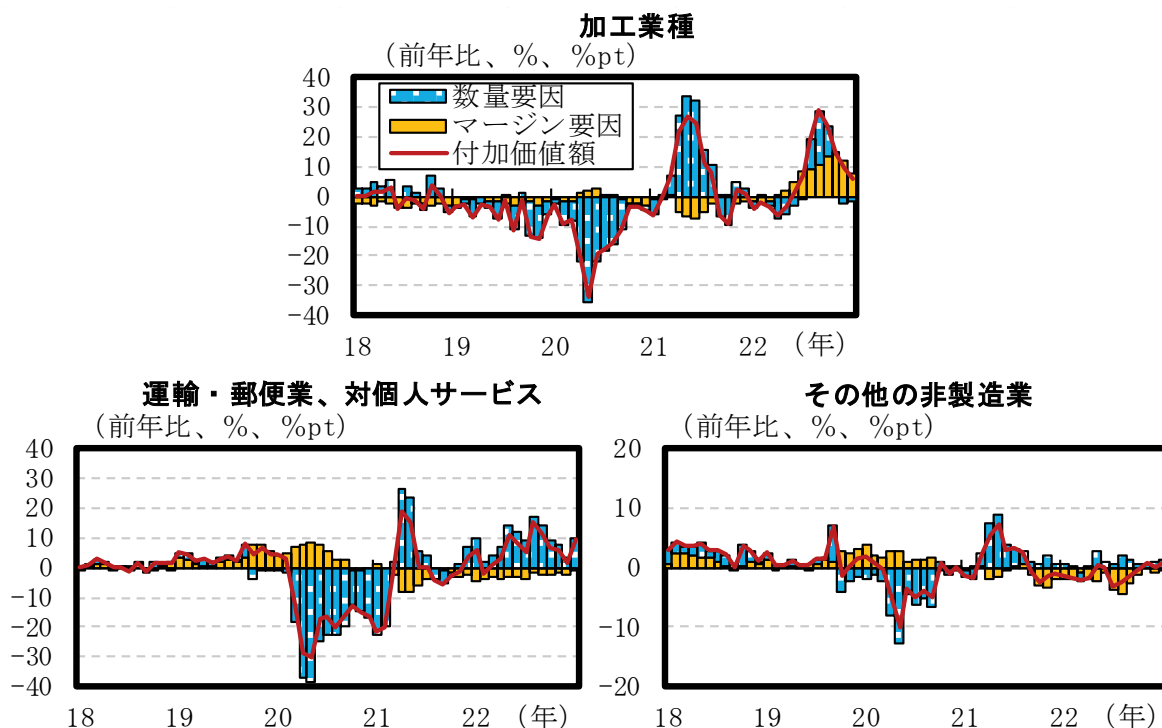 加工業種
(前年比、%、%pt)
40
30
20
10
0
-10
-20
-30
-40
数量要因
マージン要因
付加価値額
18 19 20 21 22 (年)
運輸・郵便業、対個人サービス
(前年比、%、%pt)
40
30
20
10
0
-10
-20
-30
-40
18 19 20 21 22 (年)
その他の非製造業
(前年比、%、%pt)
20
10
0
-10
-20
18 19 20 21 22 (年)